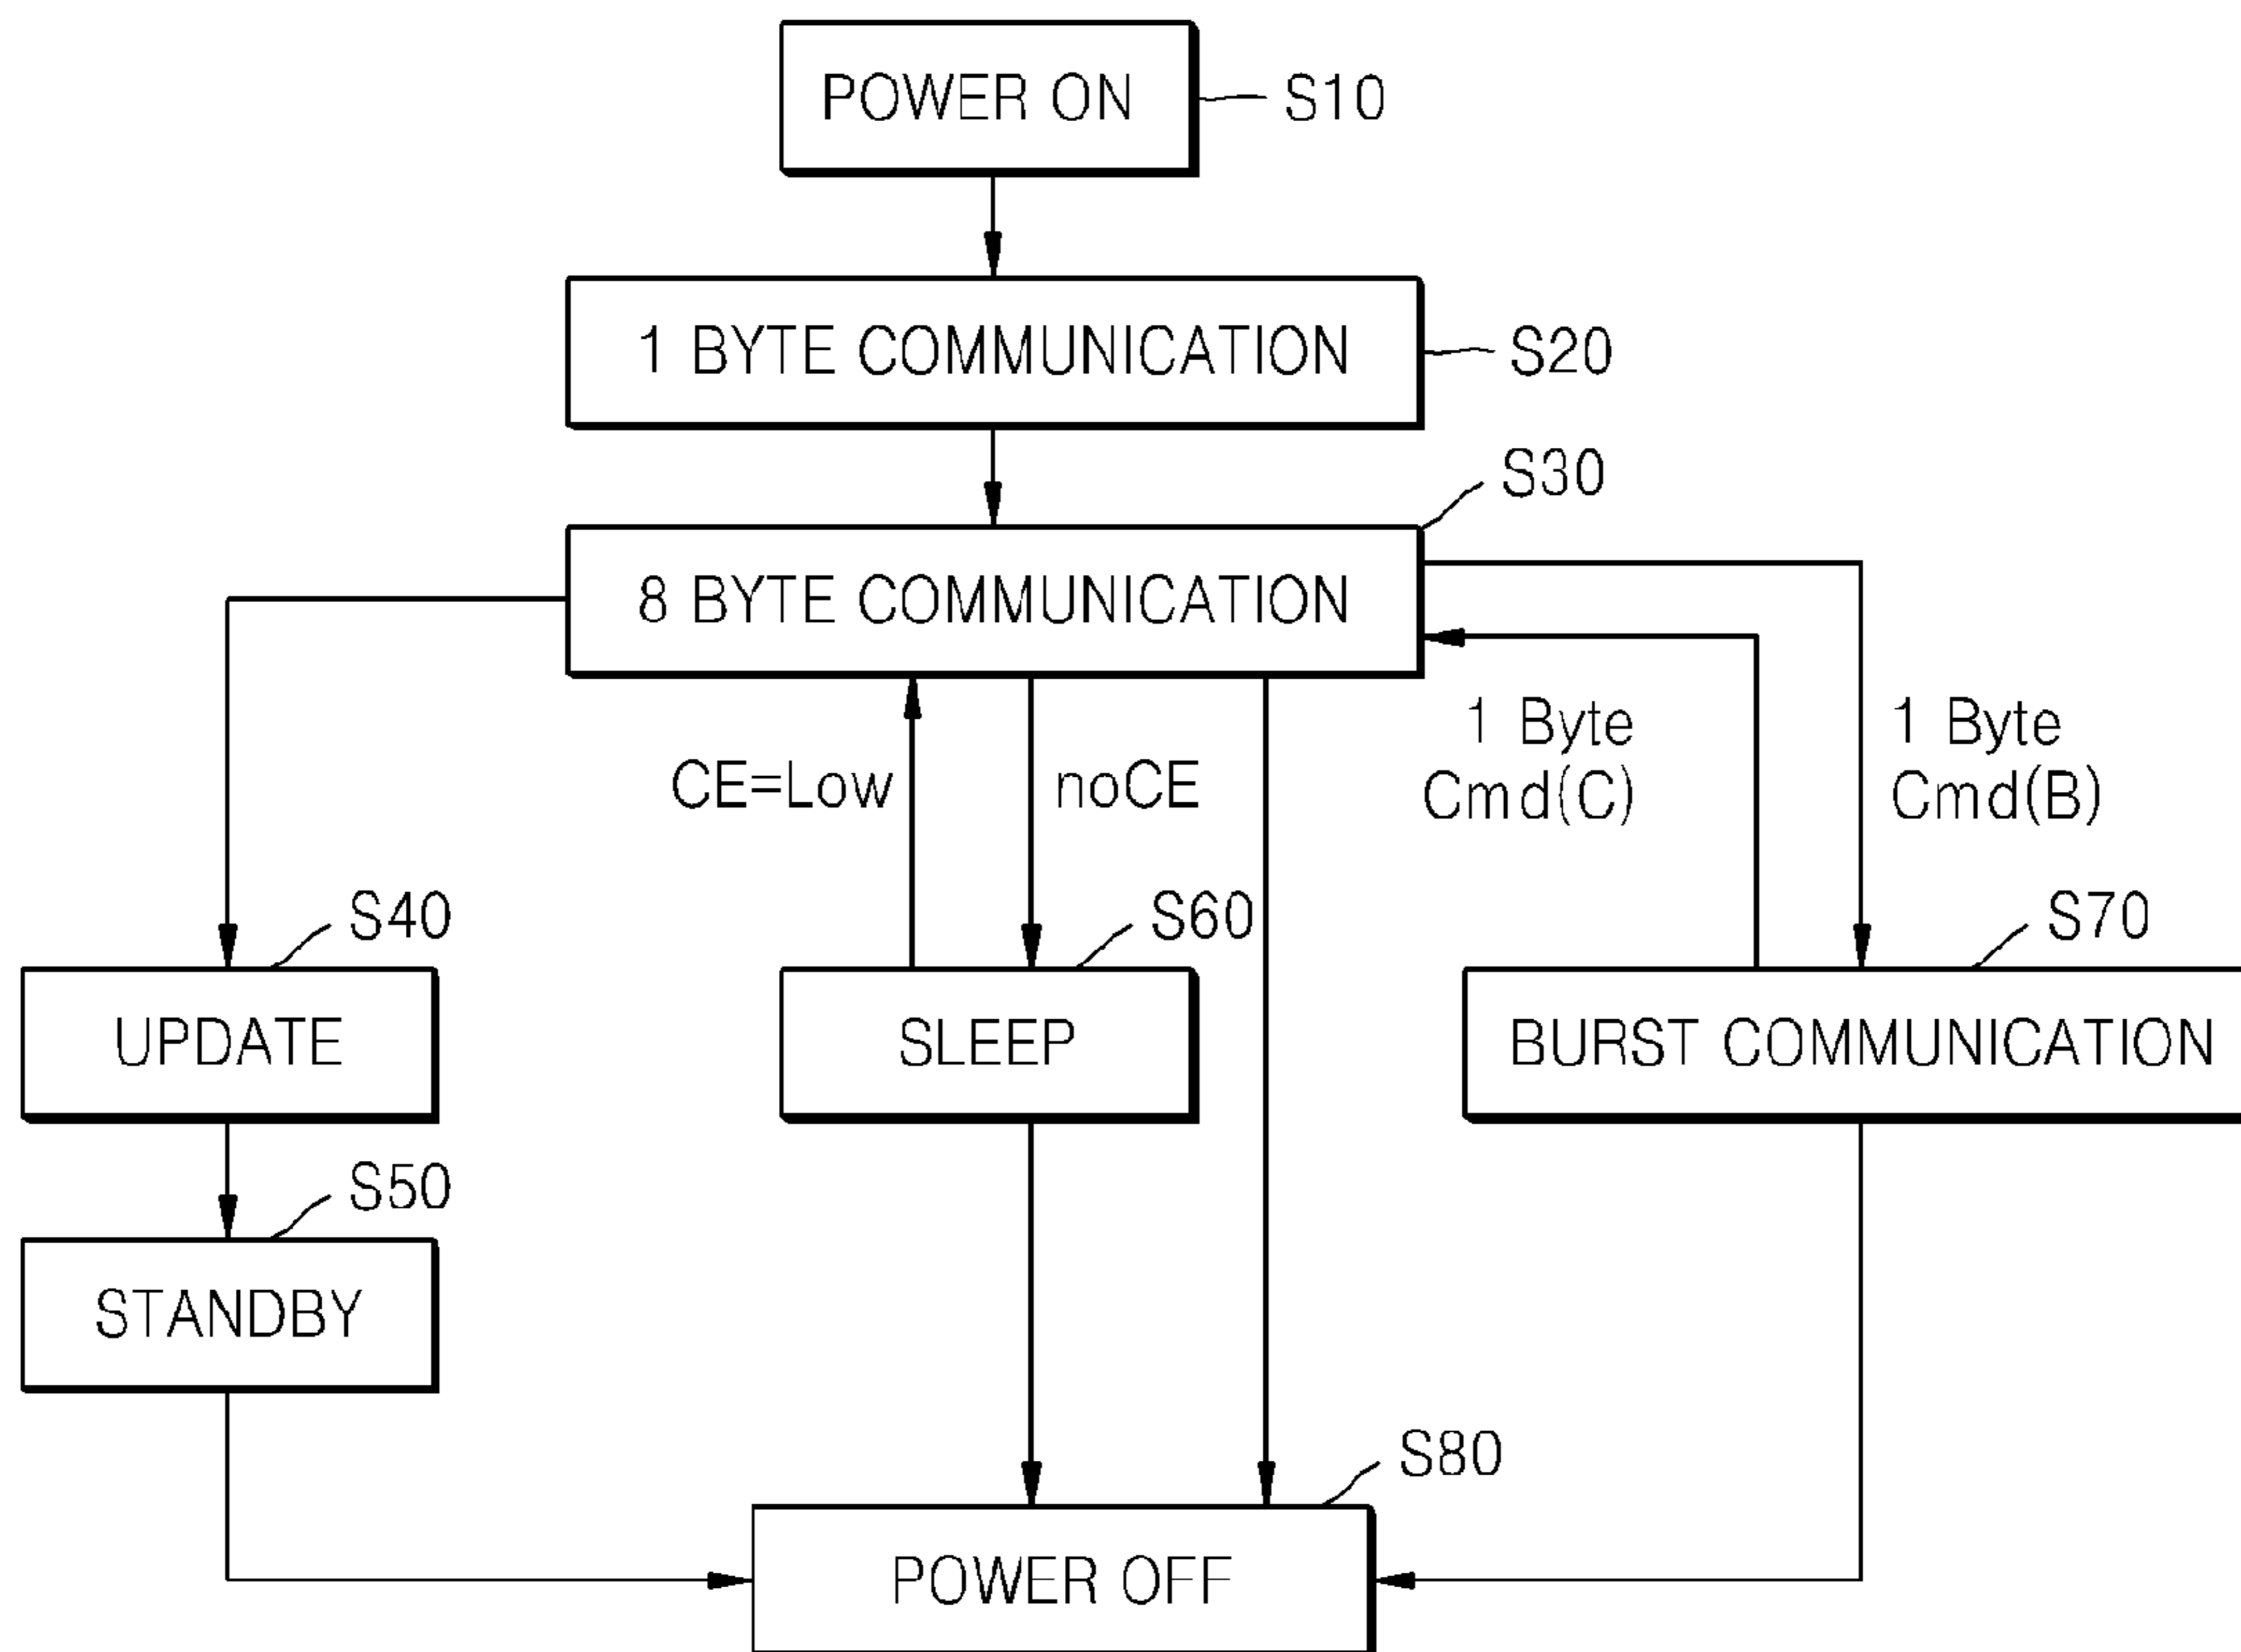 POWER ON
S10
1 BYTE COMMUNICATION
S20
S30
8 BYTE COMMUNICATION
CE=Low
noCE
1 Byte
Cmd(C)
1 Byte
Cmd(B)
S40
S60
S70
UPDATE
SLEEP
BURST COMMUNICATION
S50
STANDBY
S80
POWER OFF